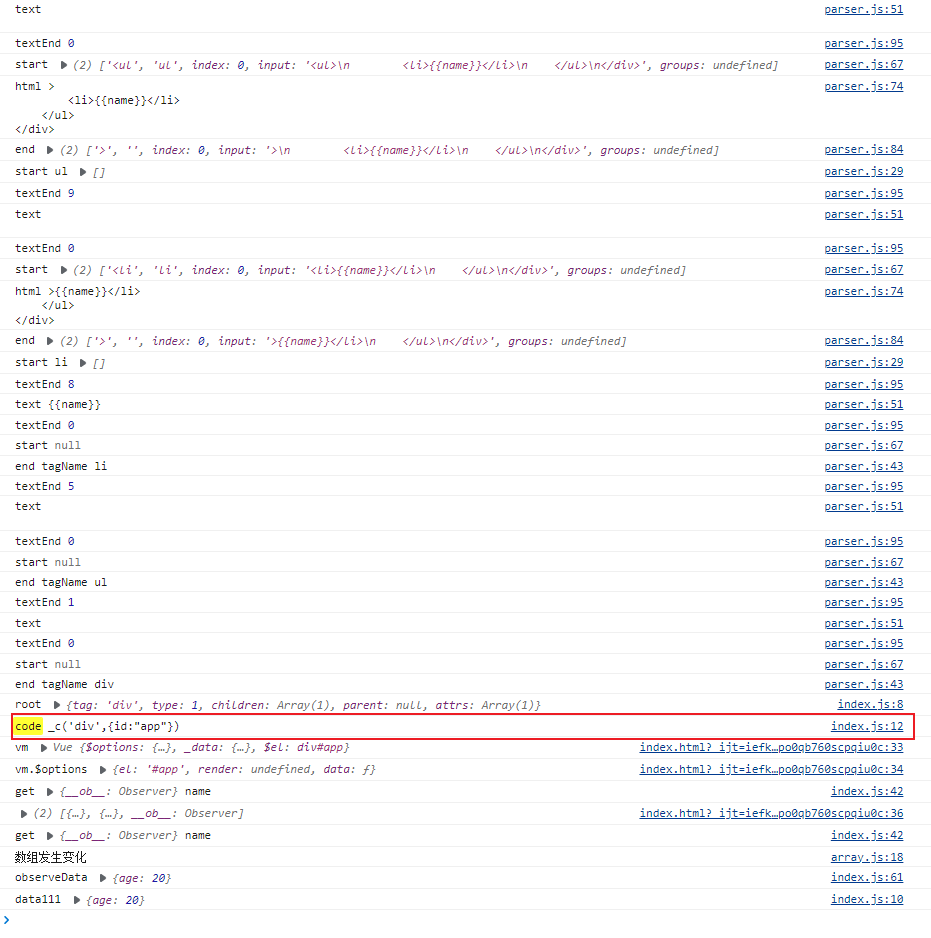 text parser.js:51
textEnd 0 parser.js:95
start ▶ (2) ['<ul', 'ul', index: 0, input: '<ul>\n        <li>{{name}}</li>\n    </ul>\n</div>', groups: undefined] parser.js:67
html > parser.js:74
        <li>{{name}}</li>
    </ul>
</div>
end ▶ (2) ['>', '', index: 0, input: '>\n        <li>{{name}}</li>\n    </ul>\n</div>', groups: undefined] parser.js:84
start ul ▶ [] parser.js:29
textEnd 9 parser.js:95
text parser.js:51
textEnd 0 parser.js:95
start ▶ (2) ['<li', 'li', index: 0, input: '<li>{{name}}</li>\n    </ul>\n</div>', groups: undefined] parser.js:67
html >{{name}}</li> parser.js:74
    </ul>
</div>
end ▶ (2) ['>', '', index: 0, input: '>{{name}}</li>\n    </ul>\n</div>', groups: undefined] parser.js:84
start li ▶ [] parser.js:29
textEnd 8 parser.js:95
text {{name}} parser.js:51
textEnd 0 parser.js:95
start null parser.js:67
end tagName li parser.js:43
textEnd 5 parser.js:95
text parser.js:51
textEnd 0 parser.js:95
start null parser.js:67
end tagName ul parser.js:43
textEnd 1 parser.js:95
text parser.js:51
textEnd 0 parser.js:95
start null parser.js:67
end tagName div parser.js:43
root ▶ {tag: 'div', type: 1, children: Array(1), parent: null, attrs: Array(1)} index.js:8
code _c('div',{id:"app"}) index.js:12
vm ▶ Vue {$options: {…}, _data: {…}, $el: div#app} index.html?_ijt=iefk…po0qb760scpqiu0c:33
vm.$options ▶ {el: '#app', render: undefined, data: ƒ} index.html?_ijt=iefk…po0qb760scpqiu0c:34
get ▶ {__ob__: Observer} name index.js:42
▶ (2) [{…}, {…}, __ob__: Observer] index.html?_ijt=iefk…po0qb760scpqiu0c:36
get ▶ {__ob__: Observer} name index.js:42
数组发生变化 array.js:18
observeData ▶ {age: 20} index.js:61
data111 ▶ {age: 20} index.js:10